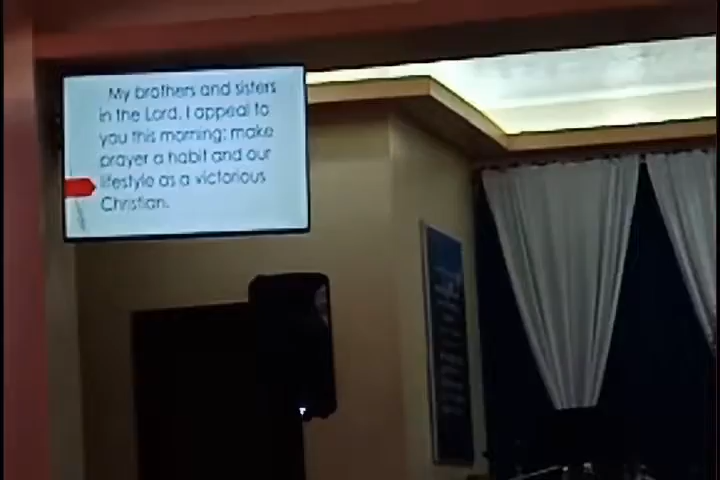 My brothers and sisters
in the Lord, I appeal to
you this morning; make
prayer a habit and our
lifestyle as a victorious
Christian.